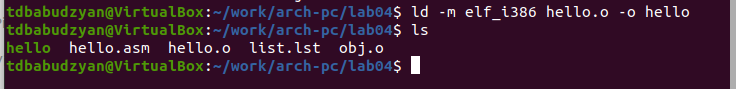 tdbabudzyan@VirtualBox:~/work/arch-pc/lab04$ ld -m elf_i386 hello.o -o hello
tdbabudzyan@VirtualBox:~/work/arch-pc/lab04$ ls
hello  hello.asm  hello.o  list.lst  obj.o
tdbabudzyan@VirtualBox:~/work/arch-pc/lab04$